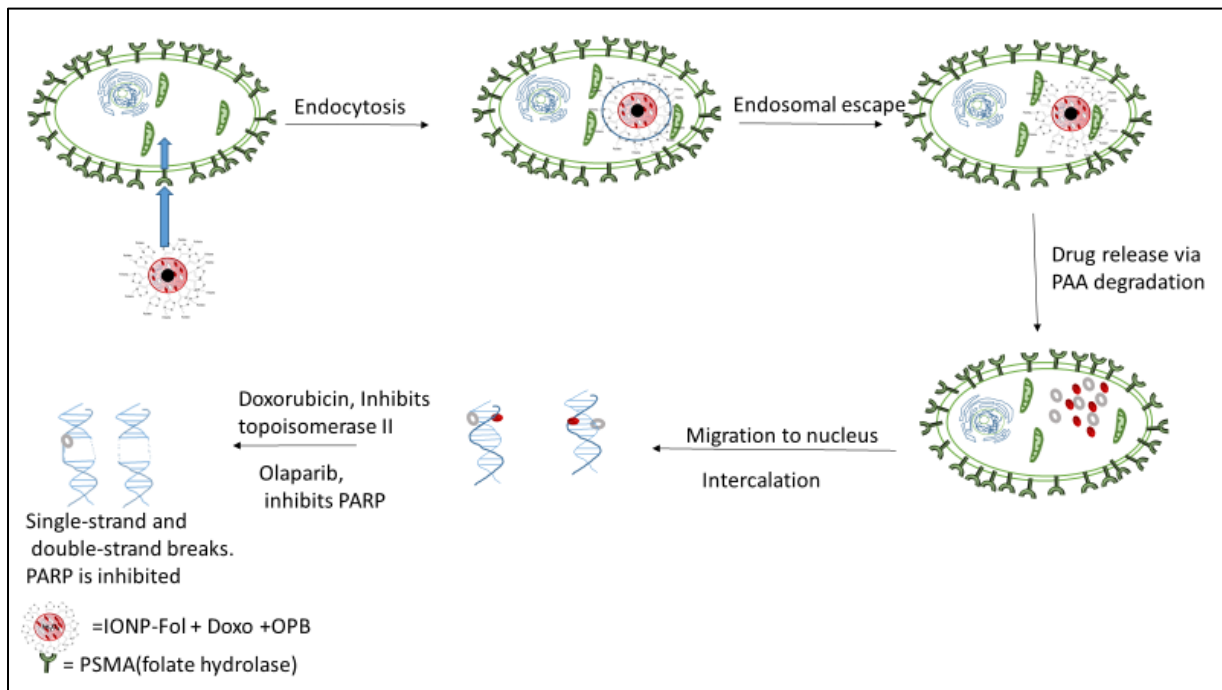 Endocytosis
Endosomal escape
Drug release via
PAA degradation
Migration to nucleus
Intercalation
Doxorubicin, Inhibits
topoisomerase II
Olaparib,
inhibits PARP
Single-strand and
double-strand breaks.
PARP is inhibited
=IONP-Fol + Doxo +OPB
= PSMA(folate hydrolase)